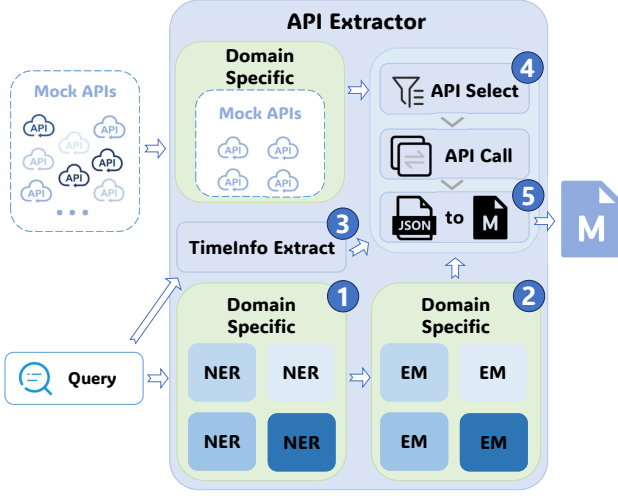 API Extractor
Mock APIs
API
API
API
API
API
API
API
API
...
Domain
Specific
Mock APIs
API
API
API
API
4
API Select
API Call
5
JSON
to
M
M
3
TimeInfo Extract
Query
1
Domain
Specific
NER
NER
NER
NER
2
Domain
Specific
EM
EM
EM
EM